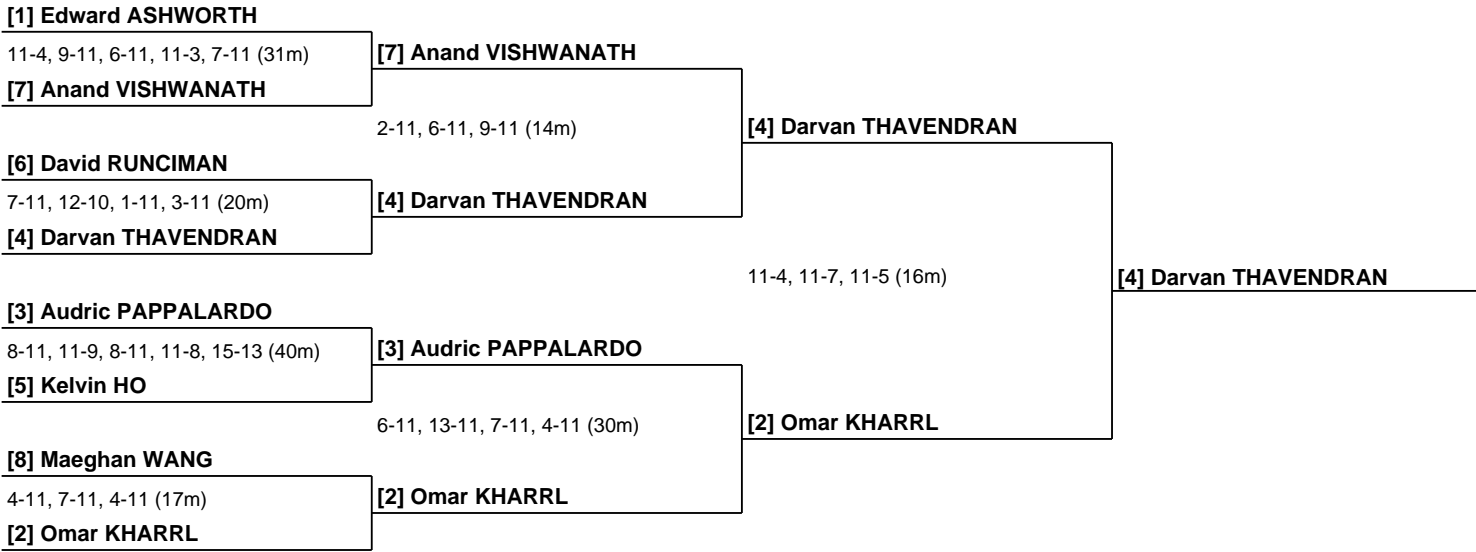 [1] Edward ASHWORTH
11-4, 9-11, 6-11, 11-3, 7-11 (31m)
[7] Anand VISHWANATH
[7] Anand VISHWANATH
2-11, 6-11, 9-11 (14m)
[4] Darvan THAVENDRAN
[6] David RUNCIMAN
7-11, 12-10, 1-11, 3-11 (20m)
[4] Darvan THAVENDRAN
[4] Darvan THAVENDRAN
11-4, 11-7, 11-5 (16m)
[4] Darvan THAVENDRAN
[3] Audric PAPPALARDO
8-11, 11-9, 8-11, 11-8, 15-13 (40m)
[3] Audric PAPPALARDO
[5] Kelvin HO
6-11, 13-11, 7-11, 4-11 (30m)
[2] Omar KHARRL
[8] Maeghan WANG
4-11, 7-11, 4-11 (17m)
[2] Omar KHARRL
[2] Omar KHARRL